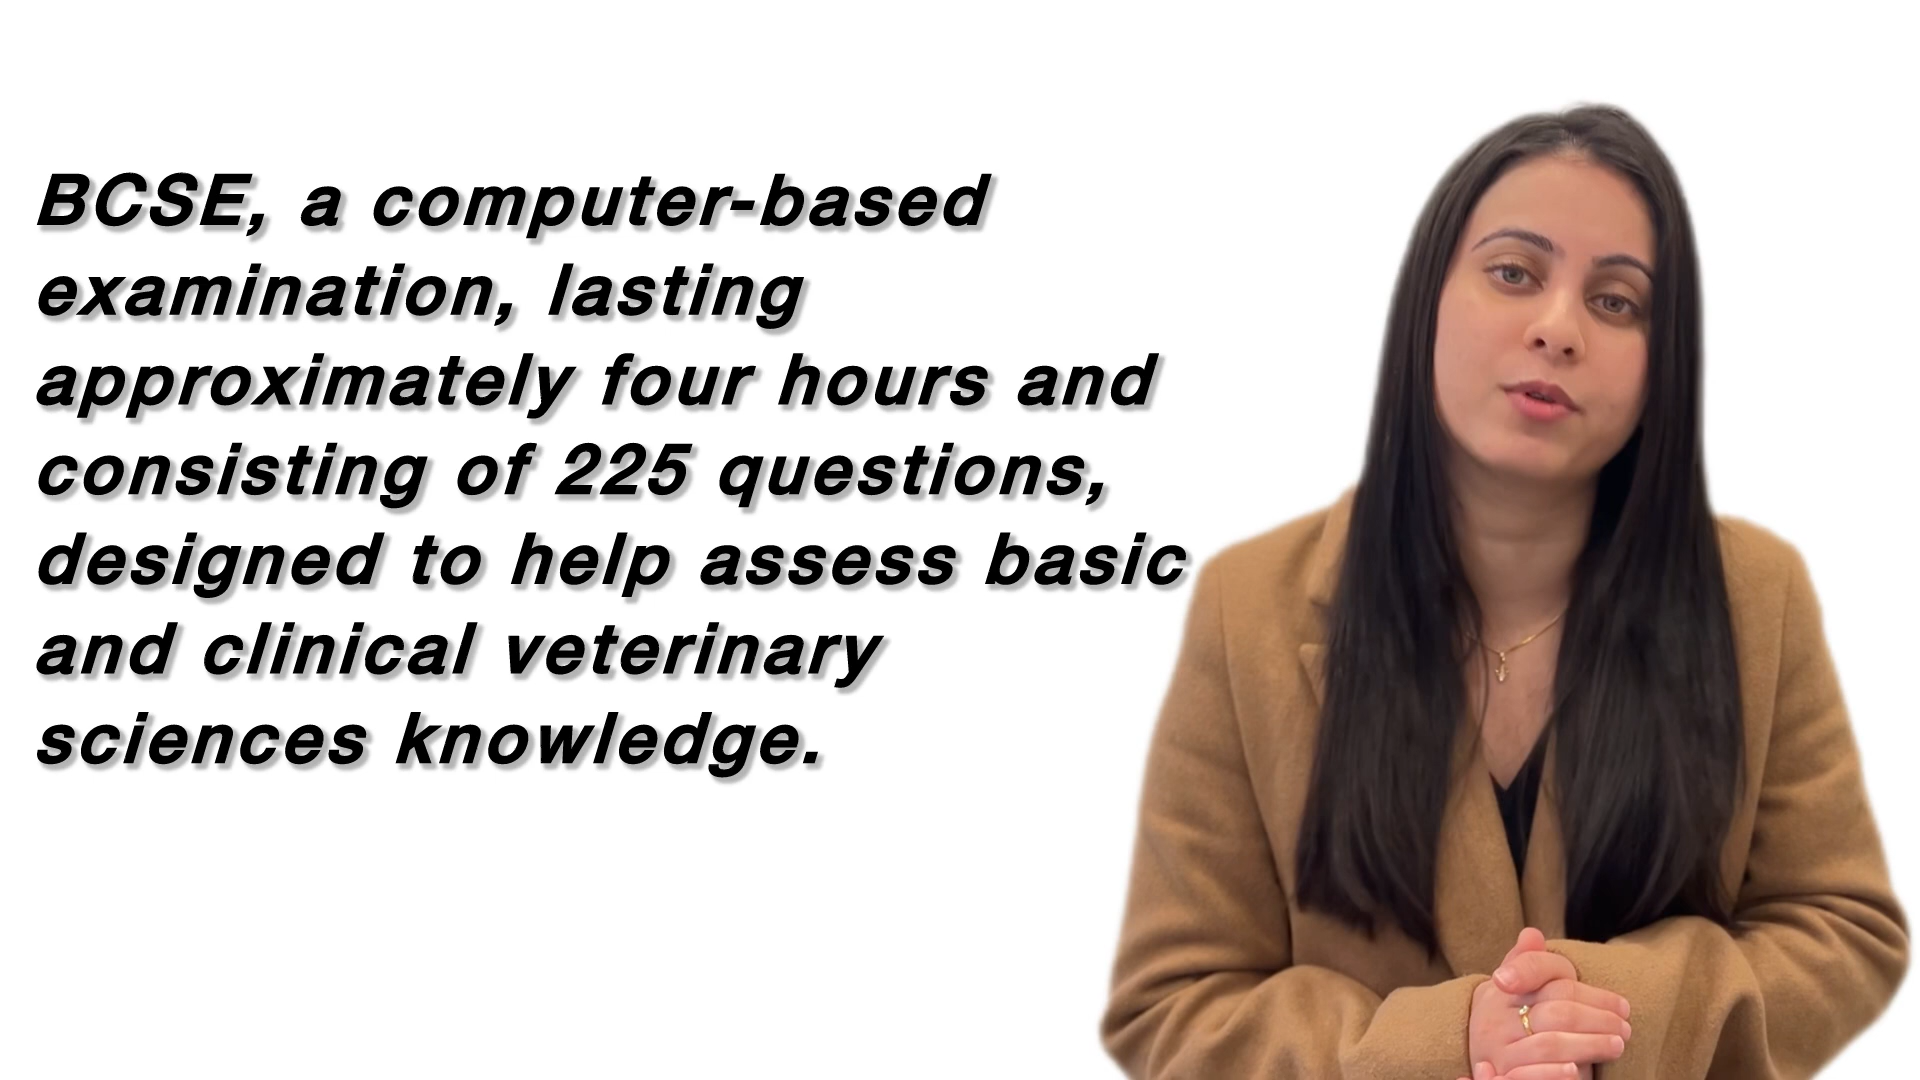 BCSE, a computer-based
examination, lasting
approximately four hours and
consisting of 225 questions,
designed to help assess basic
and clinical veterinary
sciences knowledge.